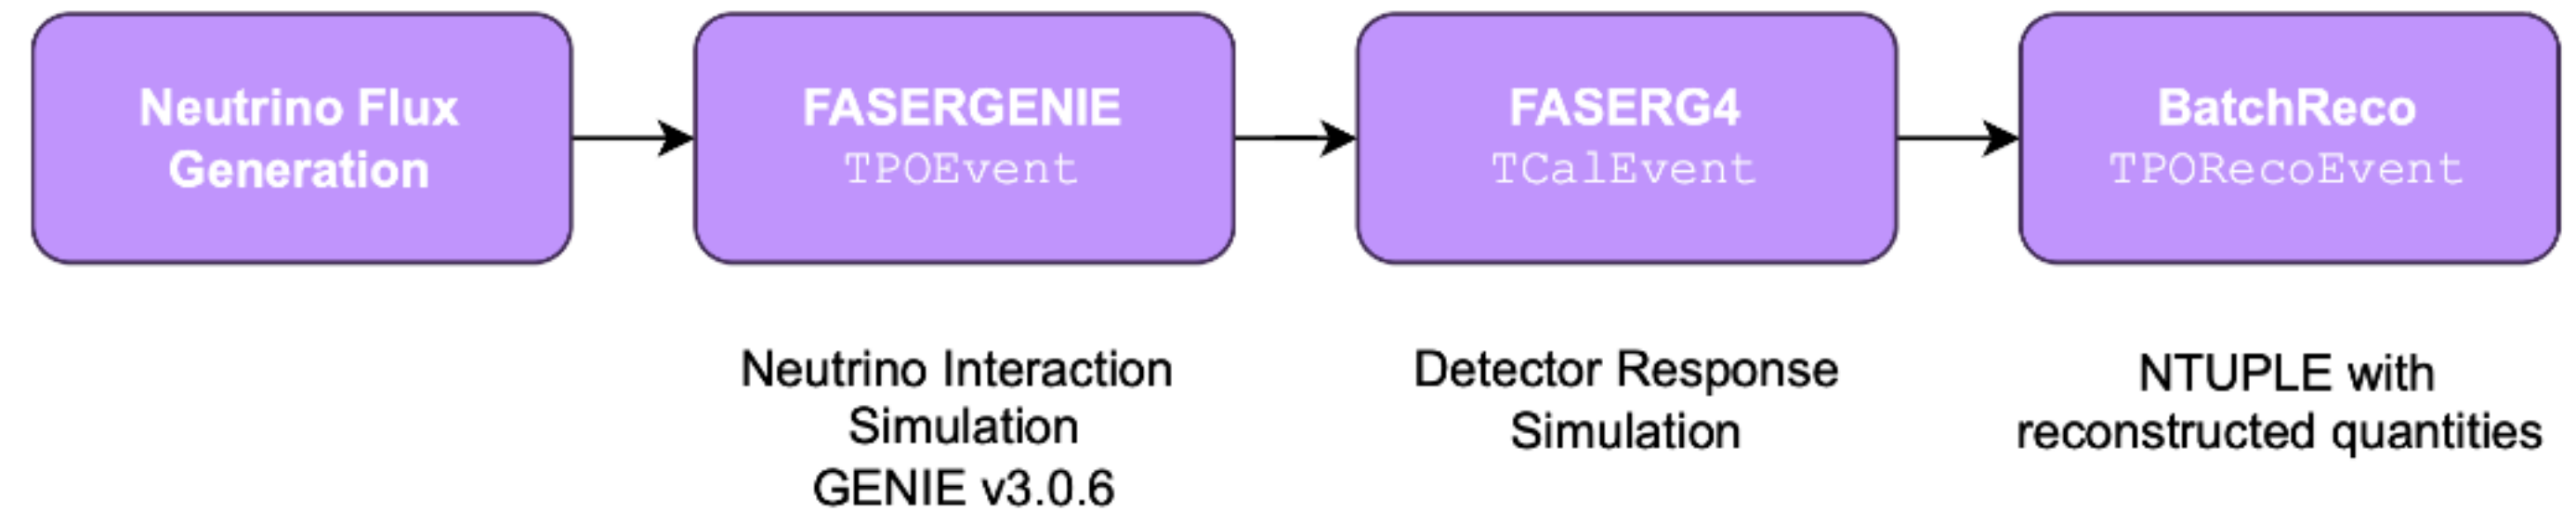 Neutrino Flux
Generation
FASERGENIE
TPOEvent
FASERG4
TCalEvent
BatchReco
TPORecoEvent
Neutrino Interaction
Simulation
GENIE v3.0.6
Detector Response
Simulation
NTUPLE with
reconstructed quantities